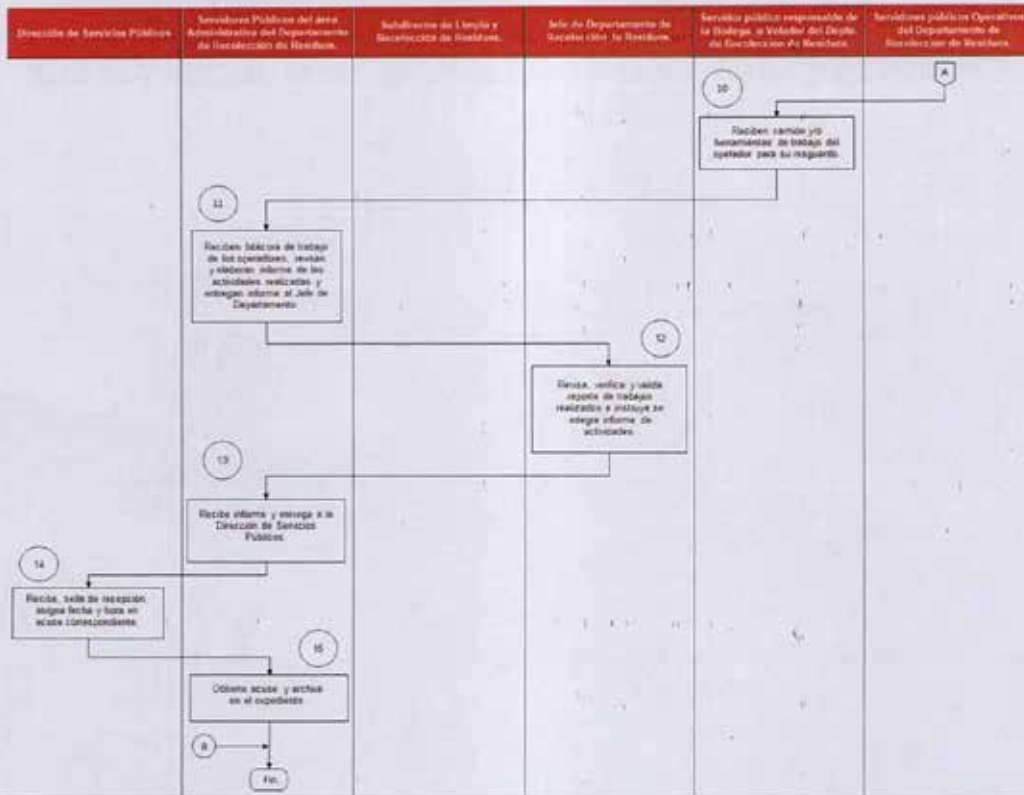 Dirección de Servicios Públicos
Servidores Públicos del área
Administrativa del Departamento
de Recolección de Residuos.
Subdirector de Limpia y
Recolección de Residuos.
Jefe de Departamento de
Recolección de Residuos.
Servidor público responsable de
la Bodega o Velador del Depto.
de Recolección de Residuos.
Servidores públicos Operativos
del Departamento de
Recolección de Residuos.
A
10
Reciben camión y/o
herramientas de trabajo del
operador para su resguardo.
11
Reciben bitácora de trabajo
de los operadores, revisan
y elaboran informe de las
actividades realizadas y
entregan informe al Jefe de
Departamento
12
Revisa, verifica y valida
reporte de trabajos
realizados e instruye se
integre informe de
actividades.
13
Recibe informe y entrega a la
Dirección de Servicios
Públicos
14
Recibe, sella de recepción,
asigna fecha y hora en
acuse correspondiente
15
Obtiene acuse y archiva
en el expediente
B
Fin.